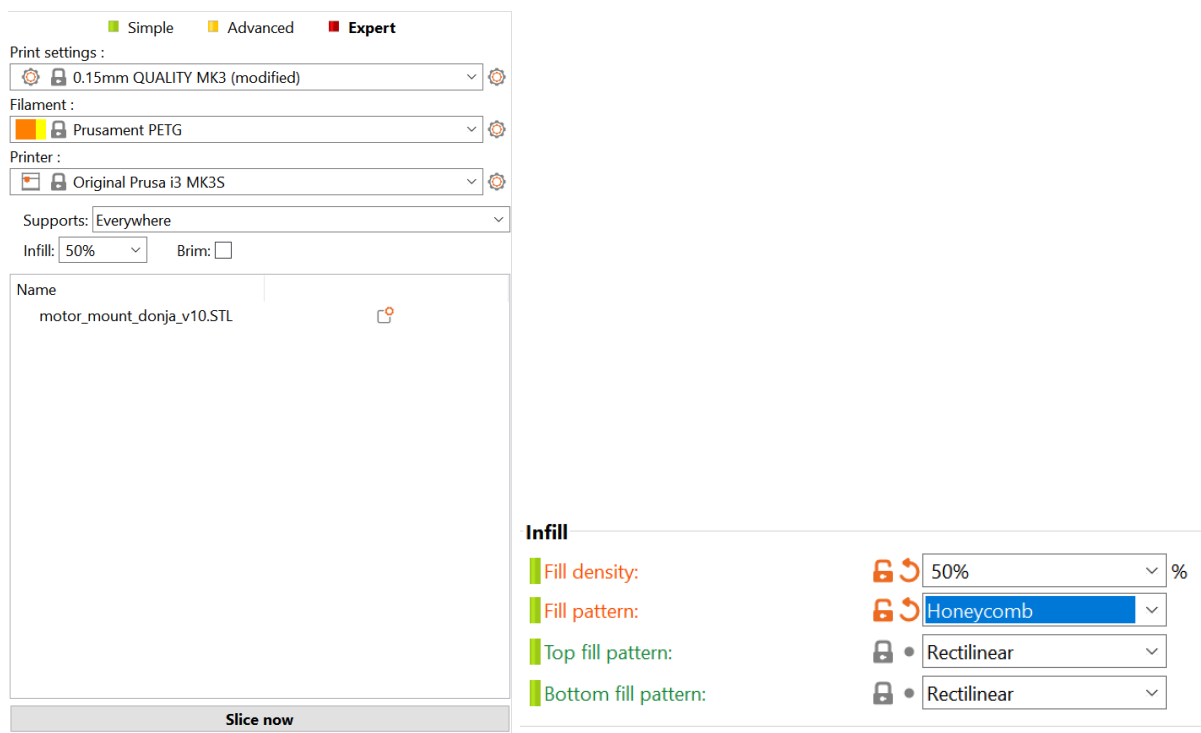 Simple Advanced Expert
Print settings :
0.15mm QUALITY MK3 (modified)
Filament :
Prusament PETG
Printer :
Original Prusa i3 MK3S
Supports: Everywhere
Infill: 50% Brim:
Name
motor_mount_donja_v10.STL
Slice now
Infill
Fill density: 50% %
Fill pattern: Honeycomb
Top fill pattern: Rectilinear
Bottom fill pattern: Rectilinear